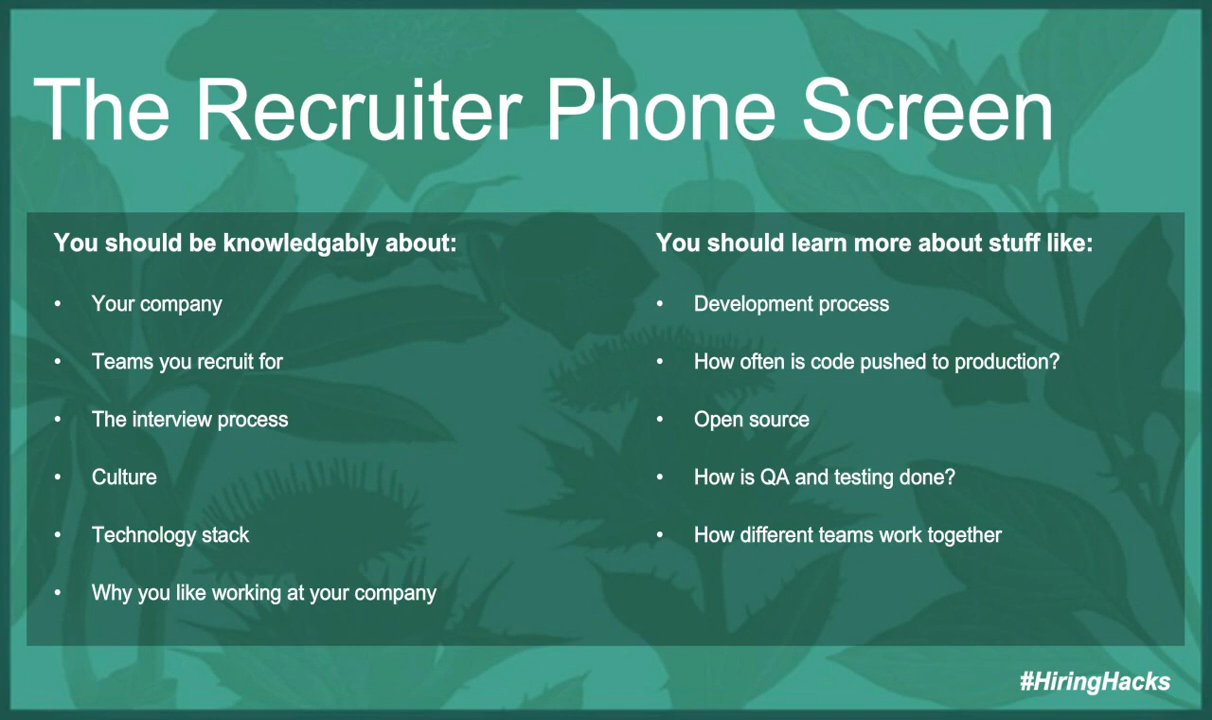 The Recruiter Phone Screen
You should be knowledgably about:
• Your company
• Teams you recruit for
• The interview process
• Culture
• Technology stack
• Why you like working at your company
You should learn more about stuff like:
• Development process
• How often is code pushed to production?
• Open source
• How is QA and testing done?
• How different teams work together
#HiringHacks